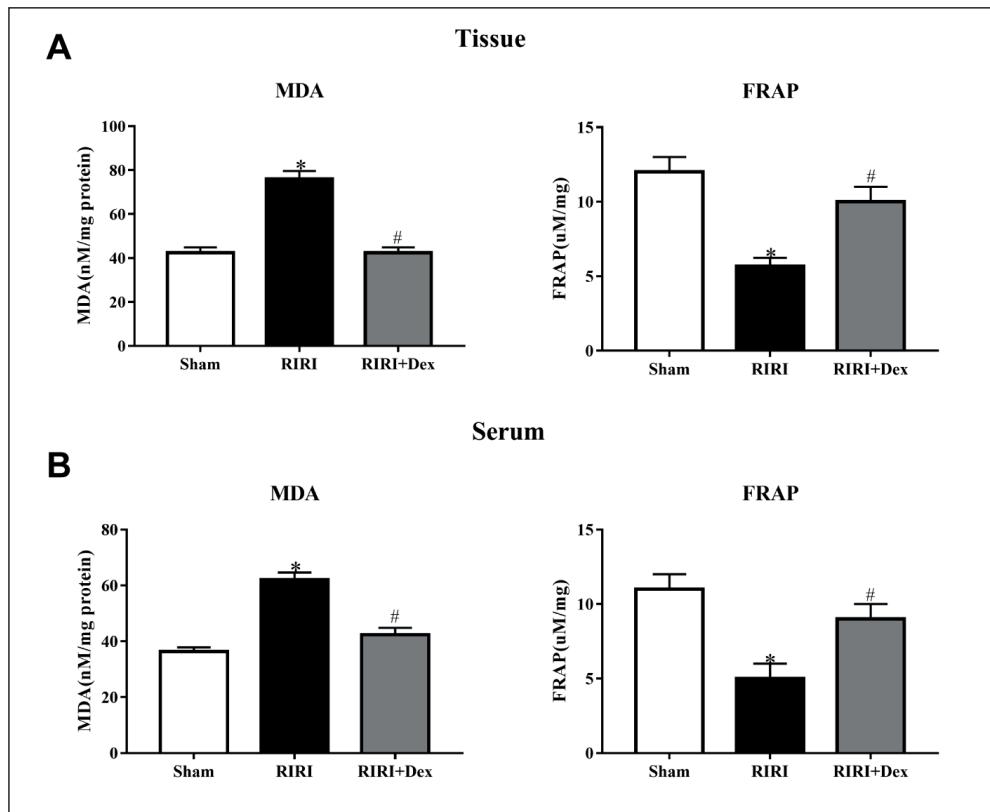 A
Tissue
MDA
MDA(nM/mg protein)
100
80
60
40
20
0
*
#
Sham RIRI RIRI+Dex
FRAP
FRAP(uM/mg)
15
10
5
0
*
#
Sham RIRI RIRI+Dex
B
Serum
MDA
MDA(nM/mg protein)
80
60
40
20
0
*
#
Sham RIRI RIRI+Dex
FRAP
FRAP(uM/mg)
15
10
5
0
*
#
Sham RIRI RIRI+Dex